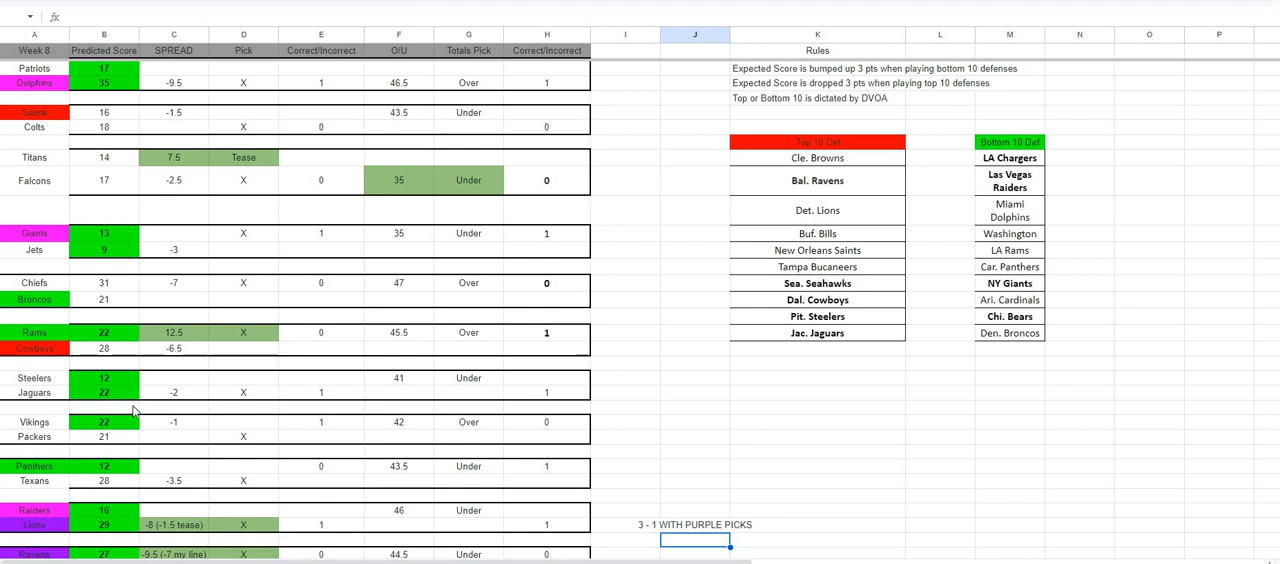 fx
A B C D E F G H I J K L M N O P
Week 8 Predicted Score SPREAD Pick Correct/Incorrect O/U Totals Pick Correct/Incorrect Rules
Patriots 17 Expected Score is bumped up 3 pts when playing bottom 10 defenses
Dolphins 35 -9.5 X 1 46.5 Over 1 Expected Score is dropped 3 pts when playing top 10 defenses
Top or Bottom 10 is dictated by DVOA
Saints 16 -1.5 43.5 Under
Colts 18 X 0 0
Top 10 Def Bottom 10 Def
Titans 14 7.5 Tease Cle. Browns LA Chargers
Falcons 17 -2.5 X 0 35 Under 0 Bal. Ravens Las Vegas
Raiders
Det. Lions Miami
Dolphins
Giants 13 X 1 35 Under 1 Buf. Bills Washington
Jets 9 -3 New Orleans Saints LA Rams
Tampa Bucaneers Car. Panthers
Chiefs 31 -7 X 0 47 Over 0 Sea. Seahawks NY Giants
Broncos 21 Dal. Cowboys Ari. Cardinals
Pit. Steelers Chi. Bears
Rams 22 12.5 X 0 45.5 Over 1 Jac. Jaguars Den. Broncos
Cowboys 28 -6.5
Steelers 12 41 Under
Jaguars 22 -2 X 1 1
Vikings 22 -1 1 42 Over 0
Packers 21 X
Panthers 12 0 43.5 Under 1
Texans 28 -3.5 X
Raiders 16 46 Under
Lions 29 -8 (-1.5 tease) X 1 1 3 - 1 WITH PURPLE PICKS
Ravens 27 -9.5 (-7 my line) X 0 44.5 Over 0